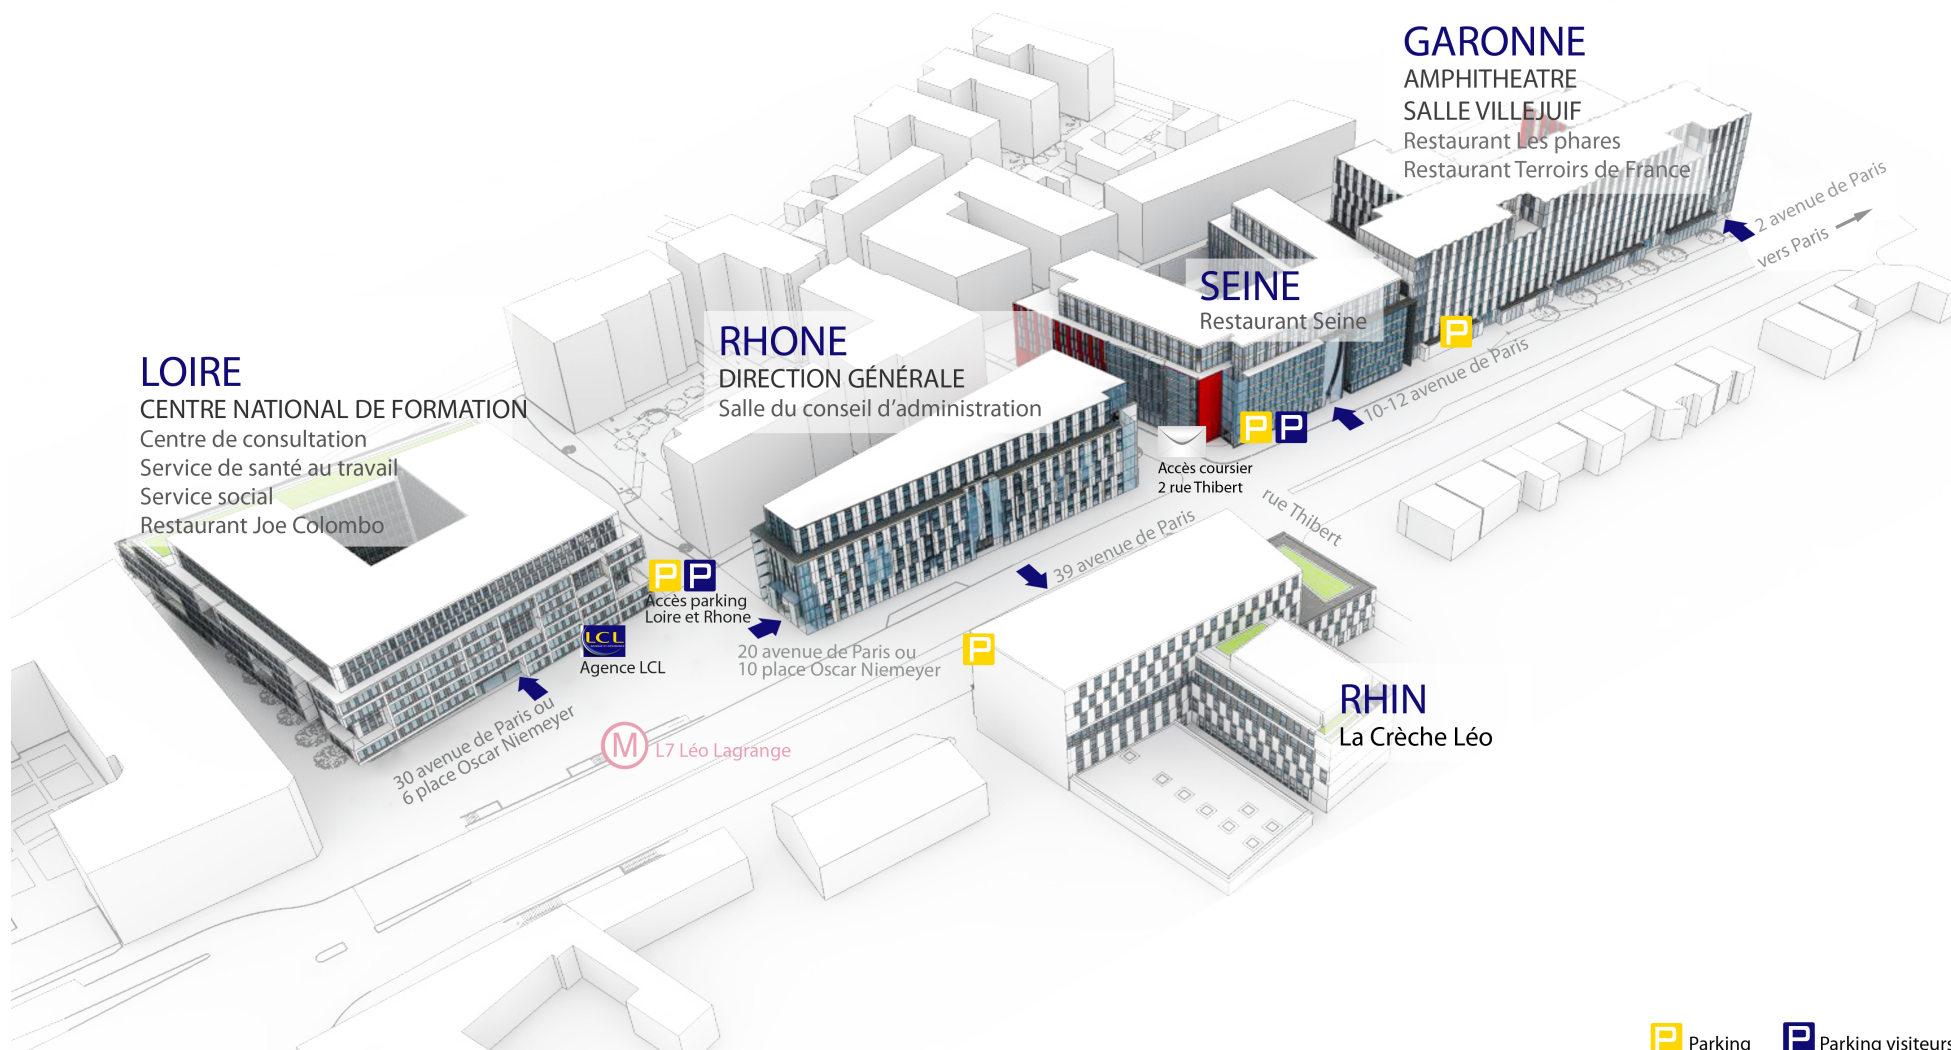 GARONNE
AMPHITHEATRE
SALLE VILLEJUIF
Restaurant Les phares
Restaurant Terroirs de France
2 avenue de Paris
vers Paris
SEINE
Restaurant Seine
P
10-12 avenue de Paris
RHONE
DIRECTION GÉNÉRALE
Salle du conseil d’administration
LOIRE
CENTRE NATIONAL DE FORMATION
Centre de consultation
Service de santé au travail
Service social
Restaurant Joe Colombo
P P
Accès coursier
2 rue Thibert
rue Thibert
39 avenue de Paris
P P
Accès parking
Loire et Rhone
LCL
Agence LCL
20 avenue de Paris ou
10 place Oscar Niemeyer
P
30 avenue de Paris ou
6 place Oscar Niemeyer
M L7 Léo Lagrange
RHIN
La Crèche Léo
P Parking
P Parking visiteurs